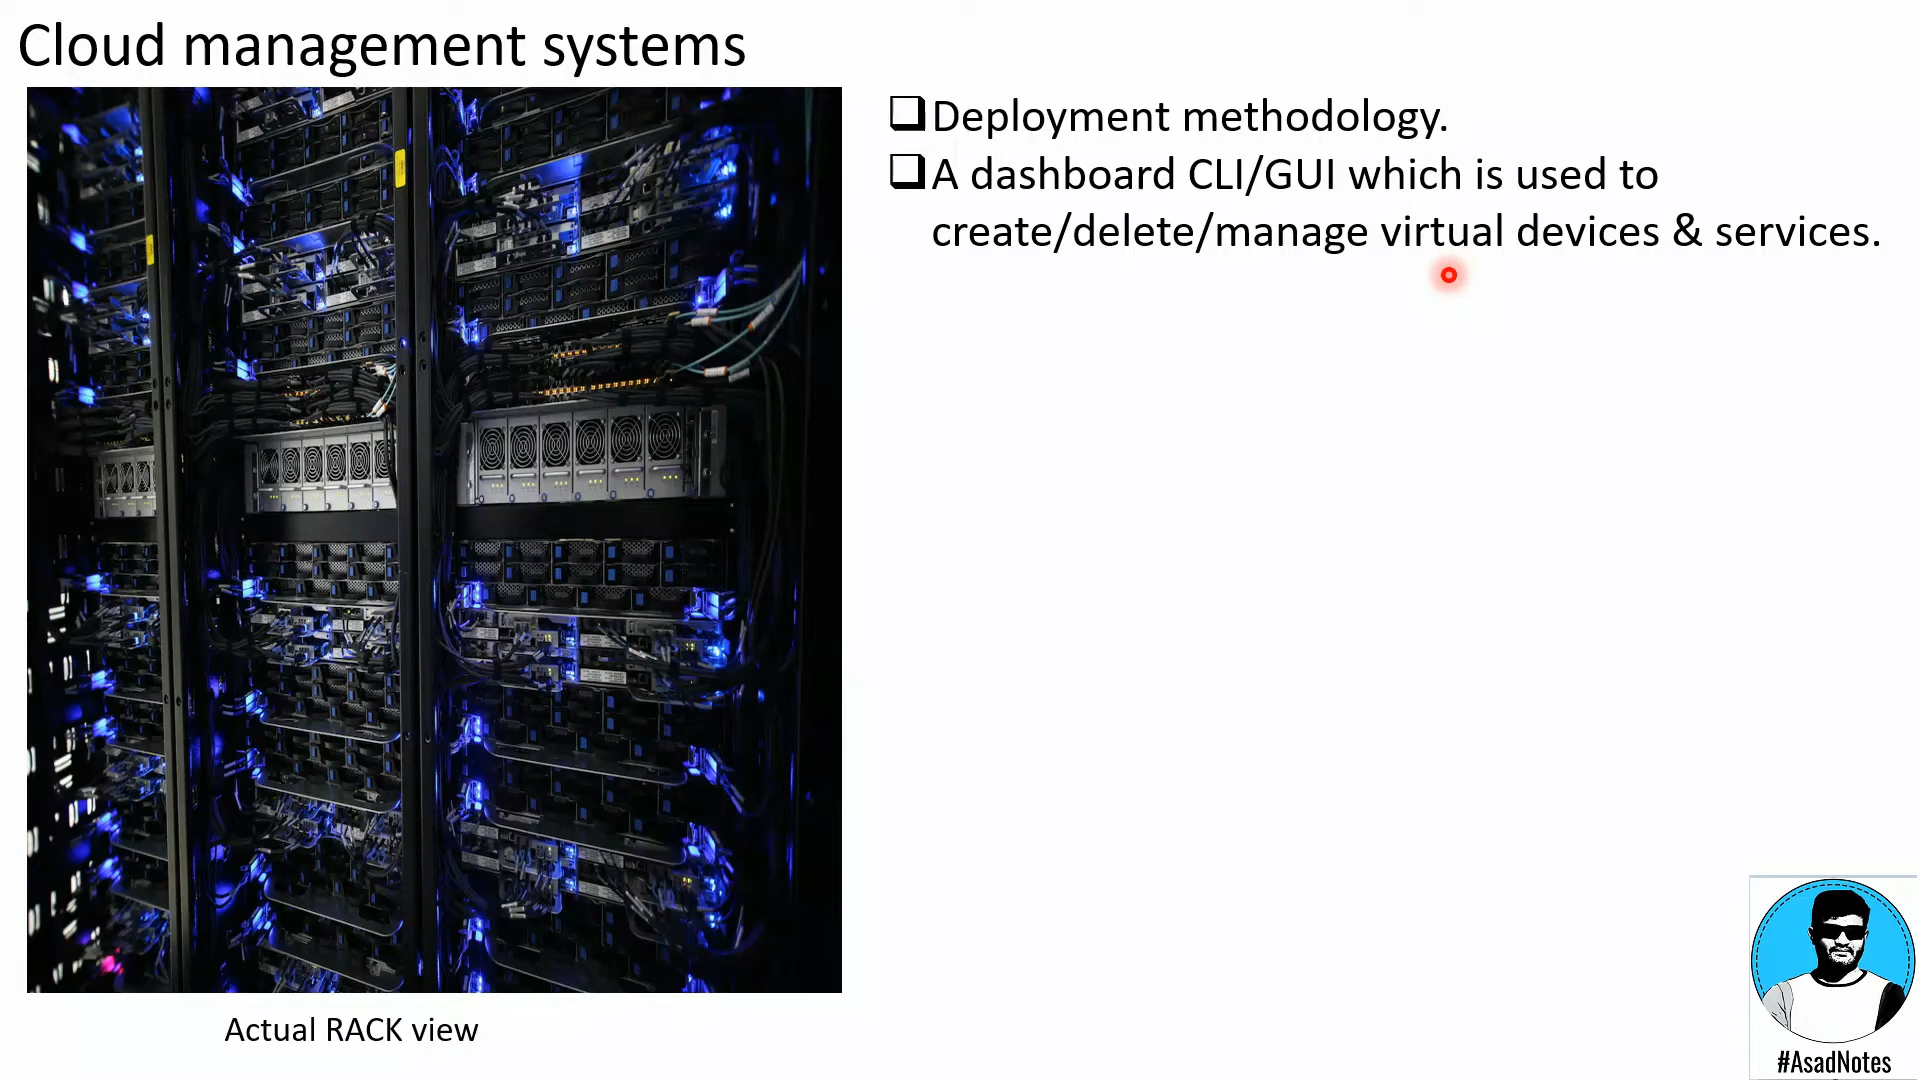 Cloud management systems
❑Deployment methodology.
❑A dashboard CLI/GUI which is used to
create/delete/manage virtual devices & services.
Actual RACK view
#AsadNotes